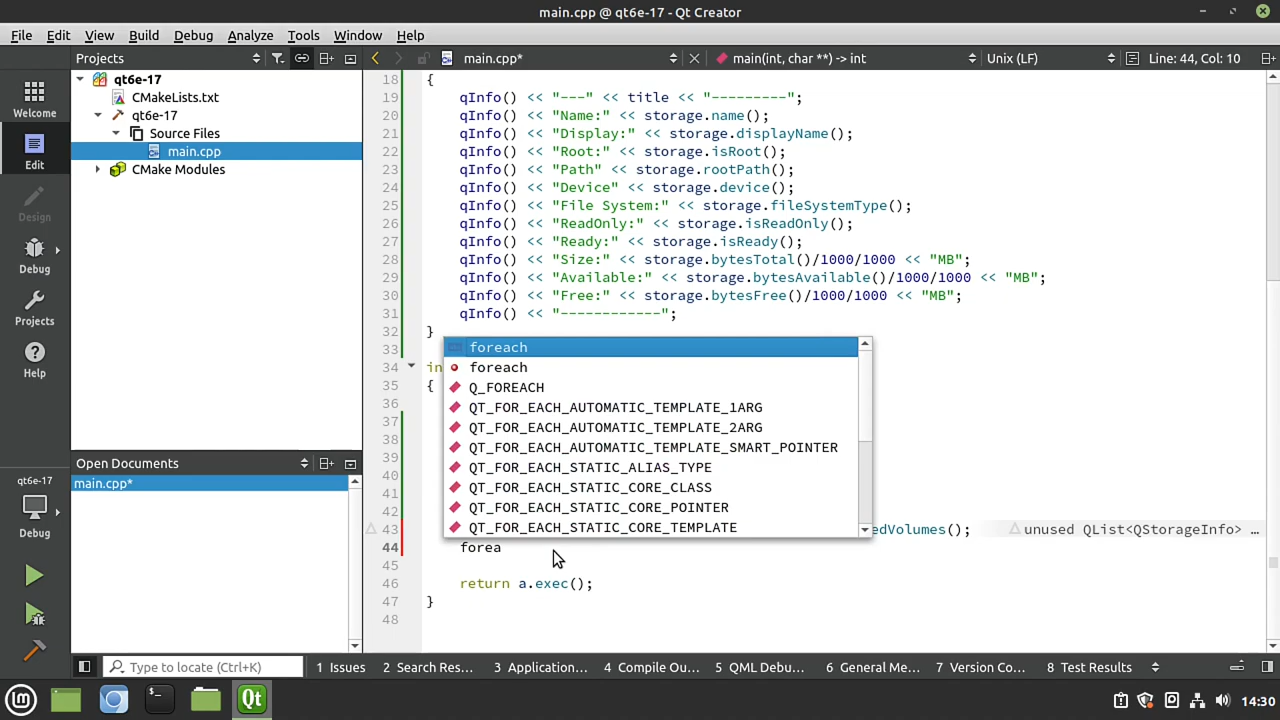 main.cpp @ qt6e-17 - Qt Creator
File Edit View Build Debug Analyze Tools Window Help
Projects
main.cpp*
main(int, char **) -> int
Unix (LF)
Line: 44, Col: 10
Welcome
Edit
Design
Debug
Projects
Help
qt6e-17
Debug
qt6e-17
CMakeLists.txt
qt6e-17
Source Files
main.cpp
CMake Modules
Open Documents
main.cpp*
18 {
19 qInfo() << "---" << title << "---------";
20 qInfo() << "Name:" << storage.name();
21 qInfo() << "Display:" << storage.displayName();
22 qInfo() << "Root:" << storage.isRoot();
23 qInfo() << "Path" << storage.rootPath();
24 qInfo() << "Device" << storage.device();
25 qInfo() << "File System:" << storage.fileSystemType();
26 qInfo() << "ReadOnly:" << storage.isReadOnly();
27 qInfo() << "Ready:" << storage.isReady();
28 qInfo() << "Size:" << storage.bytesTotal()/1000/1000 << "MB";
29 qInfo() << "Available:" << storage.bytesAvailable()/1000/1000 << "MB";
30 qInfo() << "Free:" << storage.bytesFree()/1000/1000 << "MB";
31 qInfo() << "------------";
32 }
33
34 in
35 {
36
37
38
39
40
41
42
43 edVolumes(); unused QList<QStorageInfo> …
44 forea
45
46 return a.exec();
47 }
48
foreach
foreach
Q_FOREACH
QT_FOR_EACH_AUTOMATIC_TEMPLATE_1ARG
QT_FOR_EACH_AUTOMATIC_TEMPLATE_2ARG
QT_FOR_EACH_AUTOMATIC_TEMPLATE_SMART_POINTER
QT_FOR_EACH_STATIC_ALIAS_TYPE
QT_FOR_EACH_STATIC_CORE_CLASS
QT_FOR_EACH_STATIC_CORE_POINTER
QT_FOR_EACH_STATIC_CORE_TEMPLATE
Type to locate (Ctrl+K)
1 Issues 2 Search Res... 3 Application... 4 Compile Ou... 5 QML Debu... 6 General Me... 7 Version Co... 8 Test Results
Qt
14:30